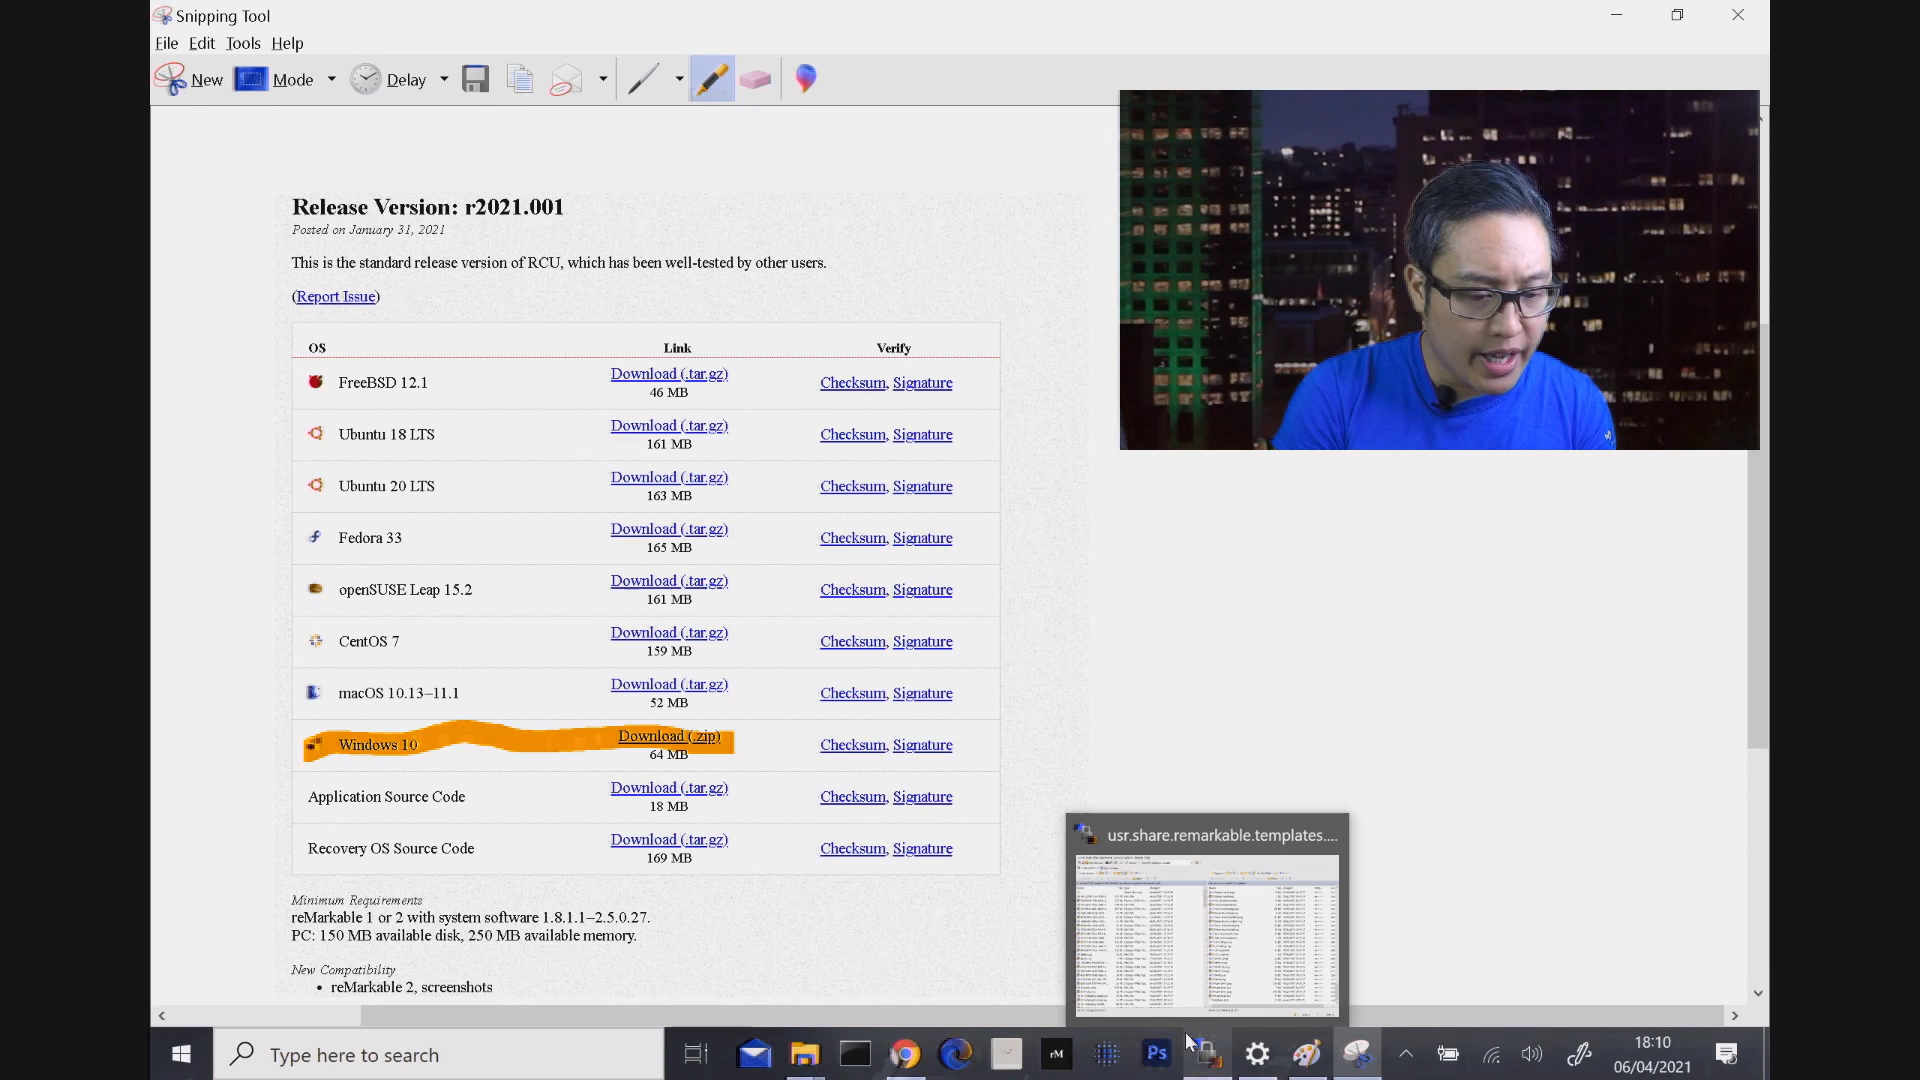 Snipping Tool
File Edit Tools Help
New Mode Delay
Release Version: r2021.001
Posted on January 31, 2021
This is the standard release version of RCU, which has been well-tested by other users.
(Report Issue)
OS Link Verify
FreeBSD 12.1 Download (.tar.gz) 46 MB Checksum, Signature
Ubuntu 18 LTS Download (.tar.gz) 161 MB Checksum, Signature
Ubuntu 20 LTS Download (.tar.gz) 163 MB Checksum, Signature
Fedora 33 Download (.tar.gz) 165 MB Checksum, Signature
openSUSE Leap 15.2 Download (.tar.gz) 161 MB Checksum, Signature
CentOS 7 Download (.tar.gz) 159 MB Checksum, Signature
macOS 10.13–11.1 Download (.tar.gz) 52 MB Checksum, Signature
Windows 10 Download (.zip) 64 MB Checksum, Signature
Application Source Code Download (.tar.gz) 18 MB Checksum, Signature
Recovery OS Source Code Download (.tar.gz) 169 MB Checksum, Signature
Minimum Requirements
reMarkable 1 or 2 with system software 1.8.1.1–2.5.0.27.
PC: 150 MB available disk, 250 MB available memory.
New Compatibility
• reMarkable 2, screenshots
usr.share.remarkable.templates....
Type here to search
rM
Ps
18:10
06/04/2021